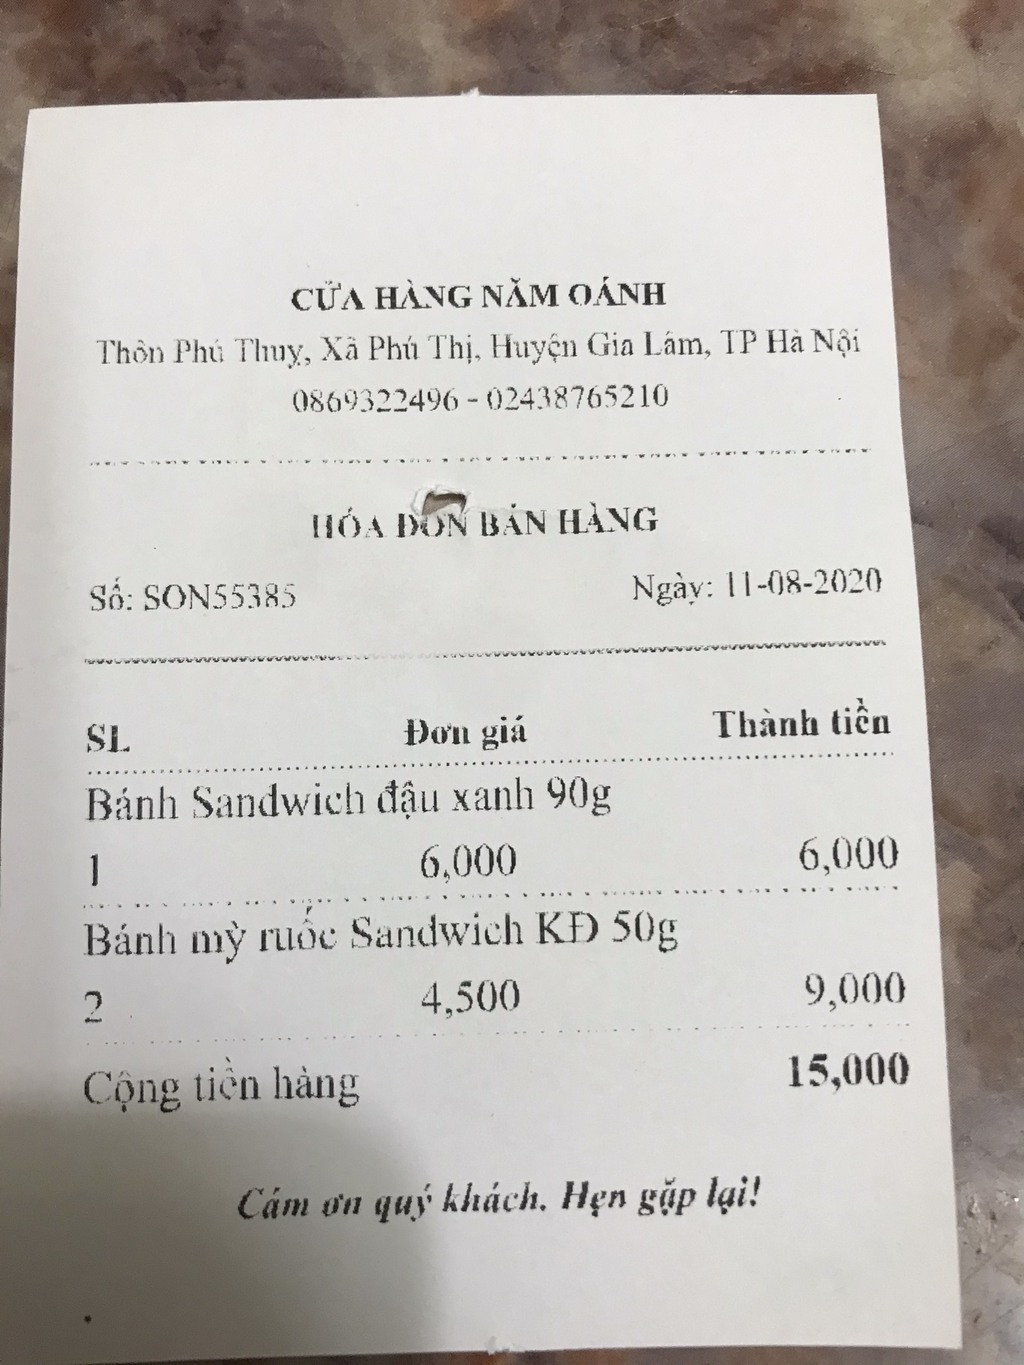 CỬA HÀNG NĂM OÁNH
Thôn Phú Thuỵ, Xã Phú Thị, Huyện Gia Lâm, TP Hà Nội
0869322496 - 02438765210
HÓA ĐƠN BÁN HÀNG
Số: SON55385 Ngày: 11-08-2020
SL Đơn giá Thành tiền
Bánh Sandwich đậu xanh 90g
1 6,000 6,000
Bánh mỳ ruốc Sandwich KĐ 50g
2 4,500 9,000
Cộng tiền hàng 15,000
Cám ơn quý khách. Hẹn gặp lại!